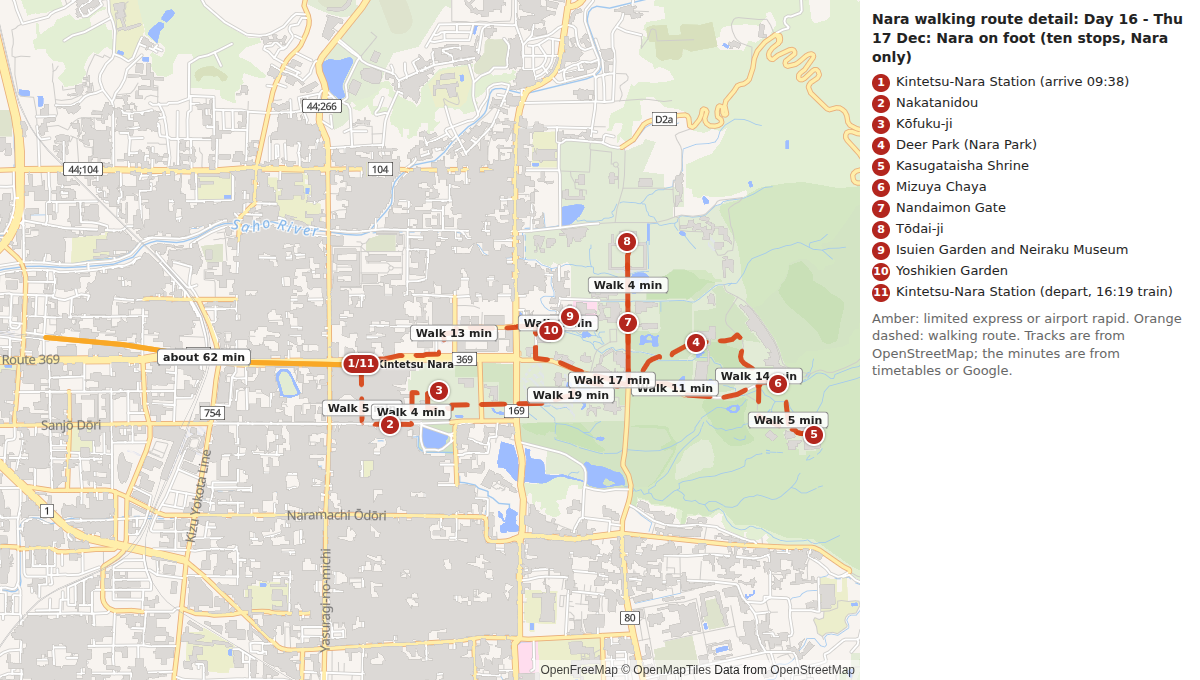 Nara walking route detail: Day 16 - Thu
17 Dec: Nara on foot (ten stops, Nara
only)
1 Kintetsu-Nara Station (arrive 09:38)
2 Nakatanidou
3 Kōfuku-ji
4 Deer Park (Nara Park)
5 Kasugataisha Shrine
6 Mizuya Chaya
7 Nandaimon Gate
8 Tōdai-ji
9 Isuien Garden and Neiraku Museum
10 Yoshikien Garden
11 Kintetsu-Nara Station (depart, 16:19 train)
Amber: limited express or airport rapid. Orange
dashed: walking route. Tracks are from
OpenStreetMap; the minutes are from
timetables or Google.
44;266
D2a
44;104
104
Saho River
8
Walk 4 min
9
10
7
Walk 13 min
4
Route 369
about 62 min
1/11
Kintetsu Nara
369
Walk 17 min
Walk 11 min
Walk 14
6
3
Walk 19 min
Walk 5
Walk 4 min
169
754
2
Walk 5 min
5
Sanjō Dōri
1
Kizu Yokota Line
Naramachi Ōdōri
Yasuragi-no-michi
80
OpenFreeMap © OpenMapTiles Data from OpenStreetMap